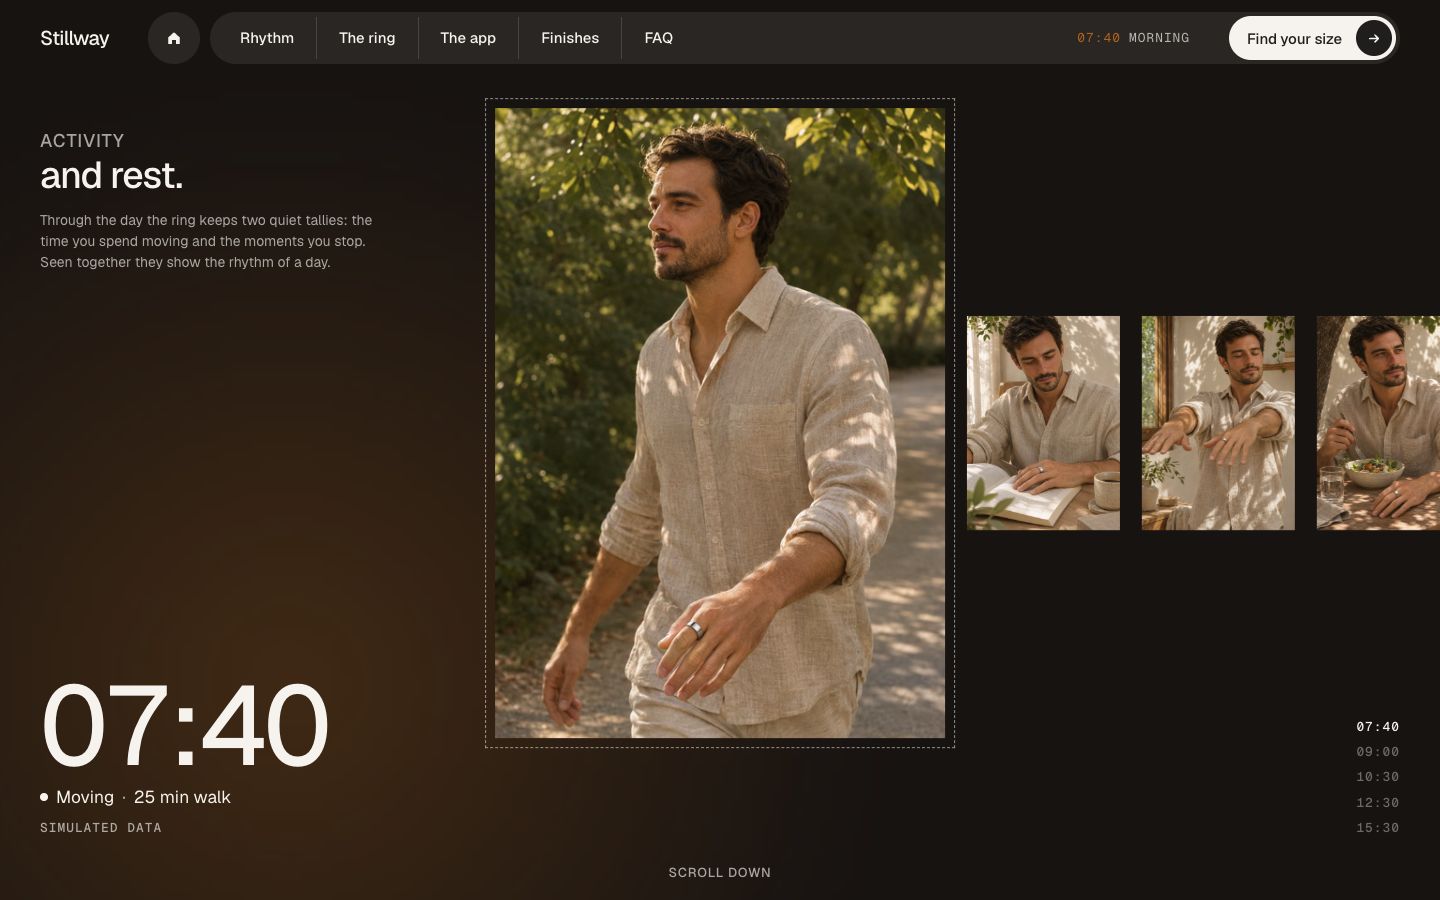 Stillway
Rhythm
The ring
The app
Finishes
FAQ
07:40 MORNING
Find your size
ACTIVITY
and rest.
Through the day the ring keeps two quiet tallies: the
time you spend moving and the moments you stop.
Seen together they show the rhythm of a day.
07:40
Moving · 25 min walk
SIMULATED DATA
07:40
09:00
10:30
12:30
15:30
SCROLL DOWN